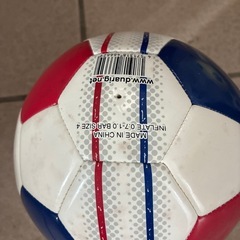 www.duarig.net
MADE IN CHINA
INFLATE 0.7-1.0 BAR SIZE 4